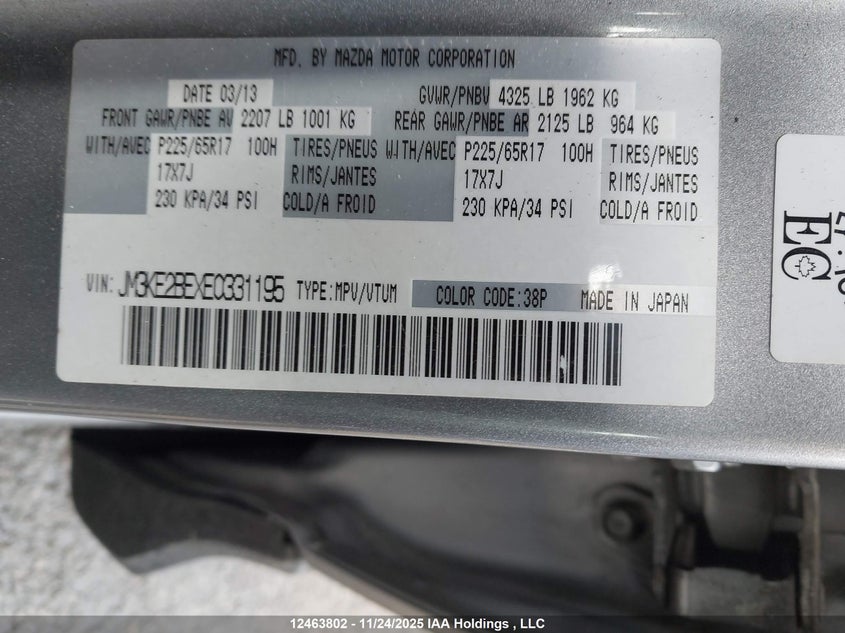 MFD. BY MAZDA MOTOR CORPORATION
DATE 03/13 GVWR/PNBV 4325 LB 1962 KG
FRONT GAWR/PNBE AV 2207 LB 1001 KG REAR GAWR/PNBE AR 2125 LB 964 KG
WITH/AVEC P225/65R17 100H TIRES/PNEUS WITH/AVEC P225/65R17 100H TIRES/PNEUS
17X7J RIMS/JANTES 17X7J RIMS/JANTES
230 KPA/34 PSI COLD/A FROID 230 KPA/34 PSI COLD/A FROID
VIN: JM3KE2BEXE0331195 TYPE:MPV/VTUM COLOR CODE:38P MADE IN JAPAN
EC
12463802 - 11/24/2025 IAA Holdings , LLC